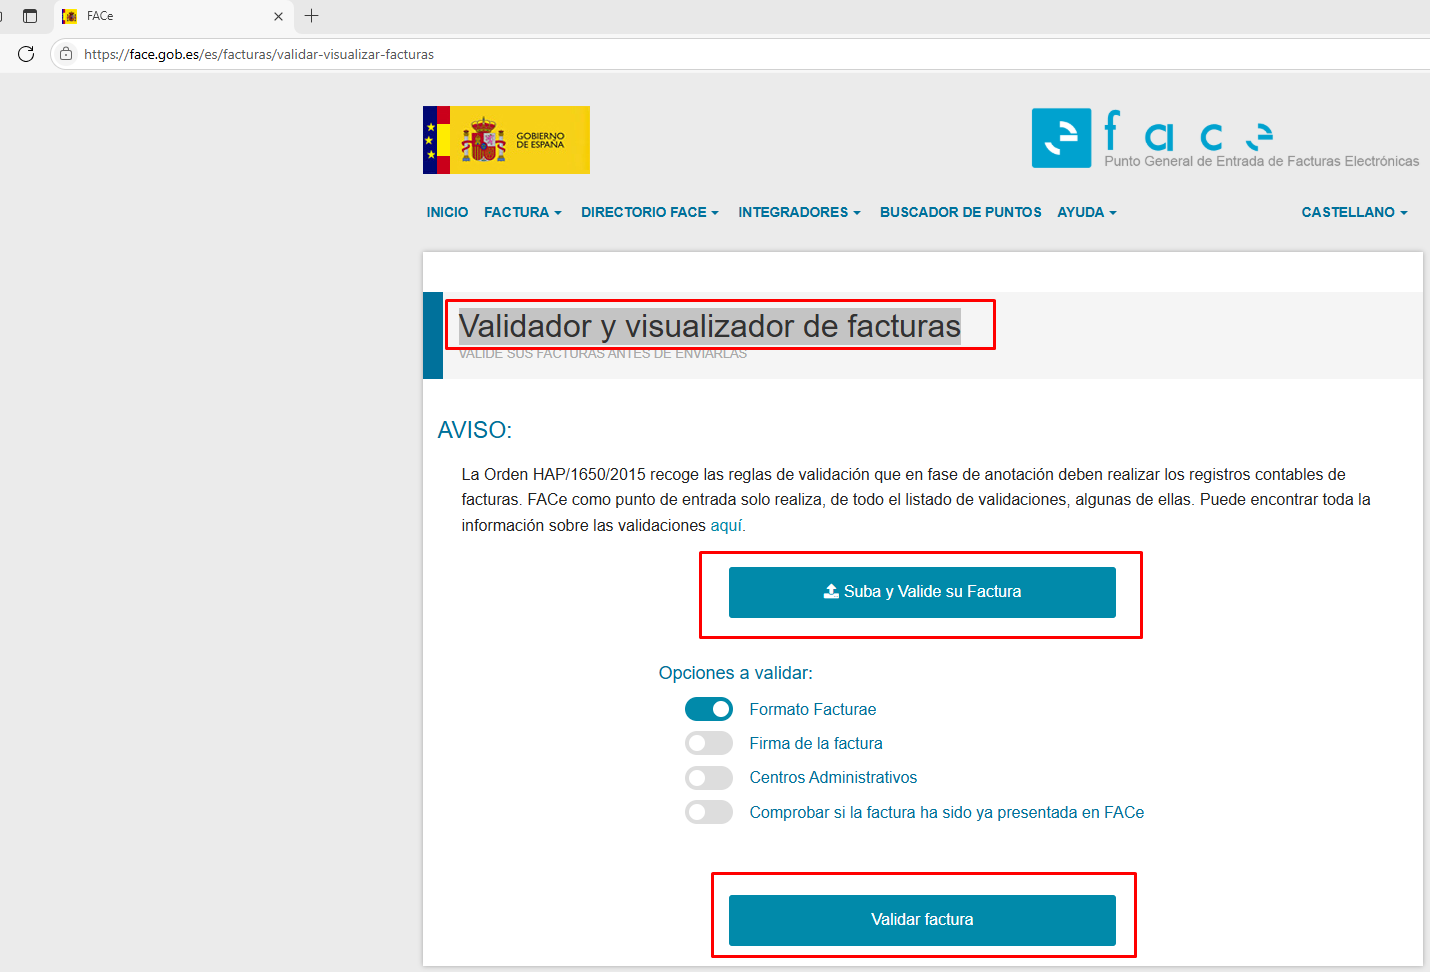 FACe
https://face.gob.es/es/facturas/validar-visualizar-facturas
GOBIERNO
DE ESPAÑA
face
Punto General de Entrada de Facturas Electrónicas
INICIO FACTURA DIRECTORIO FACE INTEGRADORES BUSCADOR DE PUNTOS AYUDA CASTELLANO
Validador y visualizador de facturas
VALIDE SUS FACTURAS ANTES DE ENVIARLAS
AVISO:
La Orden HAP/1650/2015 recoge las reglas de validación que en fase de anotación deben realizar los registros contables de
facturas. FACe como punto de entrada solo realiza, de todo el listado de validaciones, algunas de ellas. Puede encontrar toda la
información sobre las validaciones aquí.
Suba y Valide su Factura
Opciones a validar:
Formato Facturae
Firma de la factura
Centros Administrativos
Comprobar si la factura ha sido ya presentada en FACe
Validar factura